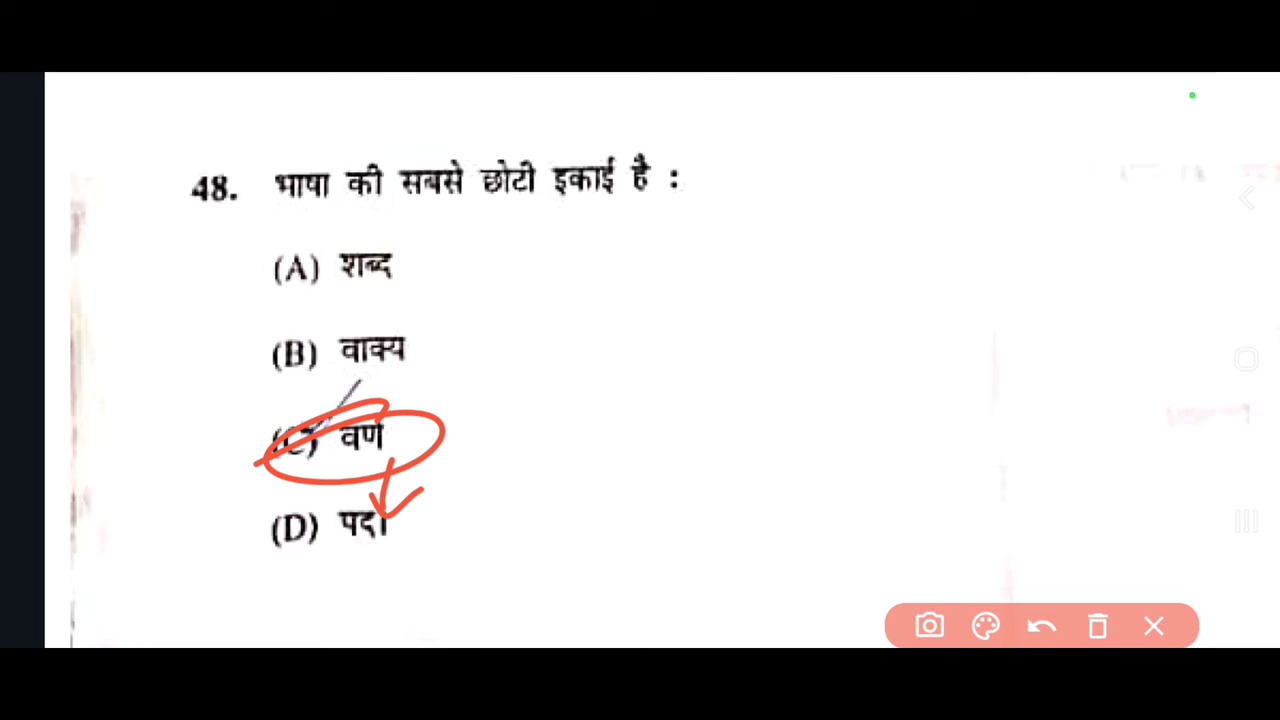 48. भाषा की सबसे छोटी इकाई है :
(A) शब्द
(B) वाक्य
(C) वर्ण
(D) पद।